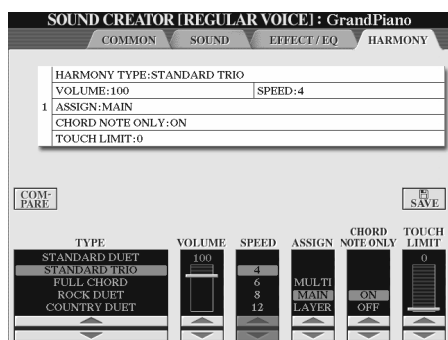 SOUND CREATOR [REGULAR VOICE] : GrandPiano
COMMON SOUND EFFECT / EQ HARMONY
HARMONY TYPE:STANDARD TRIO
VOLUME:100 SPEED:4
1 ASSIGN:MAIN
CHORD NOTE ONLY:ON
TOUCH LIMIT:0
COM-
PARE
SAVE
TYPE VOLUME SPEED ASSIGN CHORD NOTE ONLY TOUCH LIMIT
STANDARD DUET 100 0
STANDARD TRIO 4
FULL CHORD 6 MULTI
ROCK DUET 8 MAIN ON
COUNTRY DUET 12 LAYER OFF